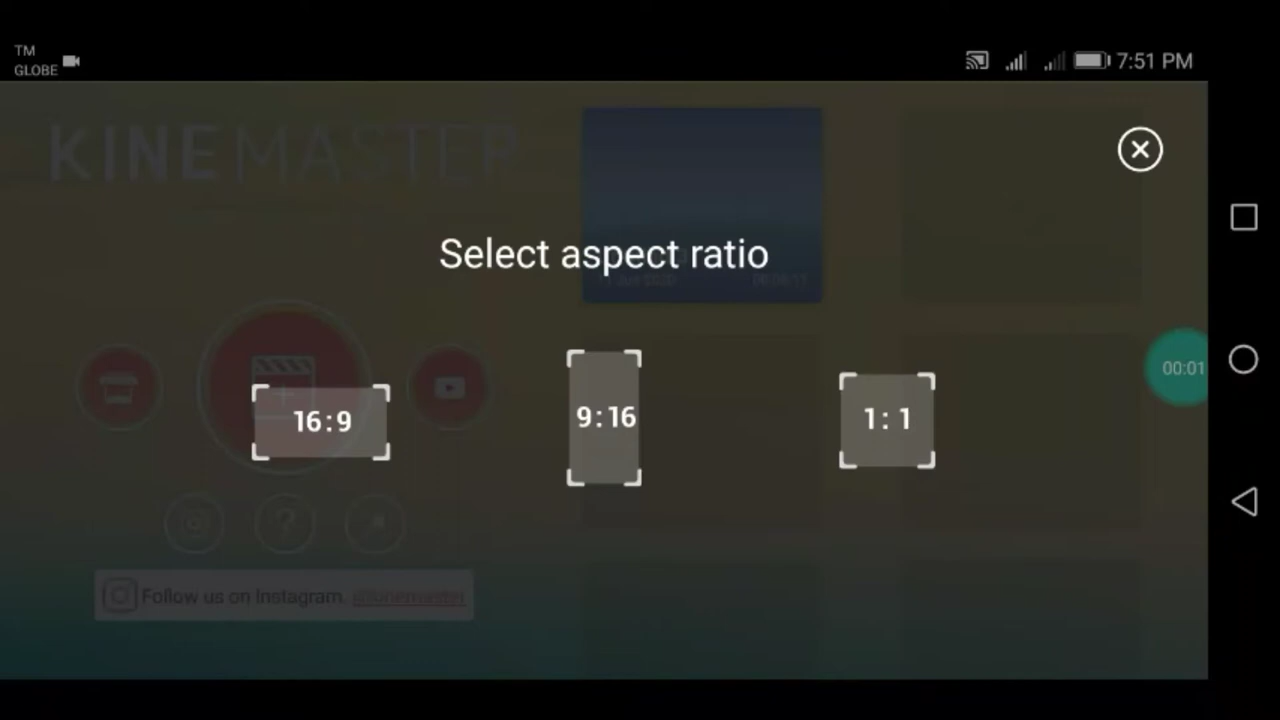 TM
GLOBE
7:51 PM
KINEMASTER
Select aspect ratio
00:01
16:9
9:16
1:1
?
Follow us on Instagram. @kinemaster